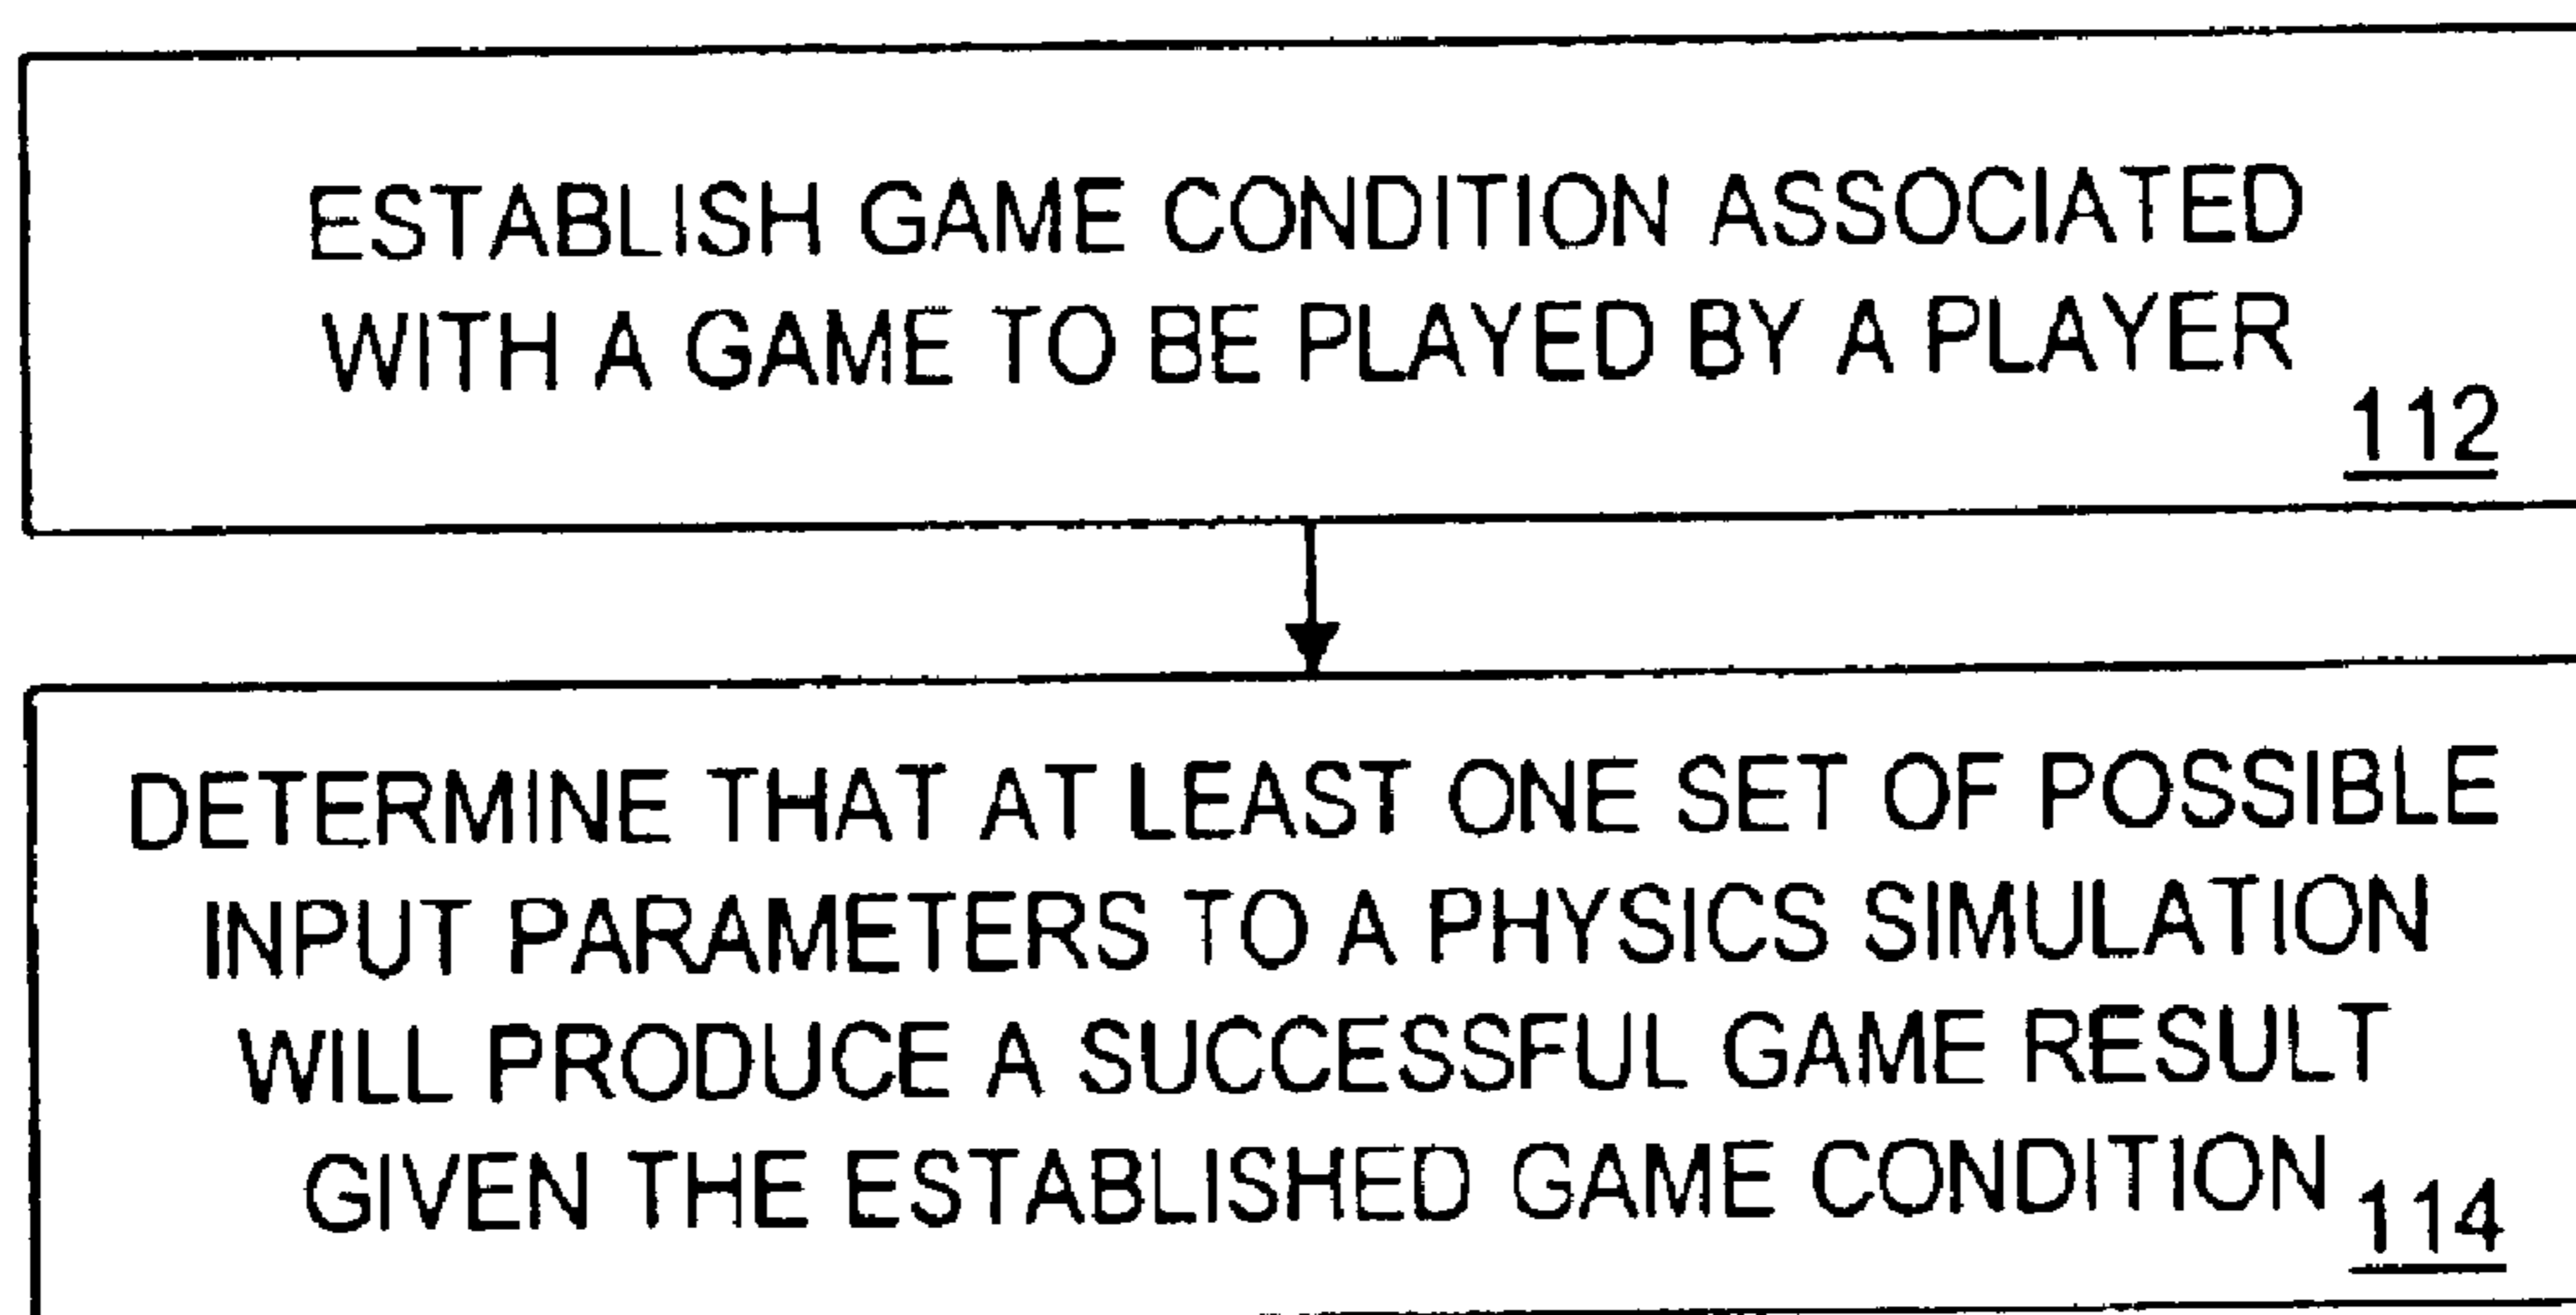 ESTABLISH GAME CONDITION ASSOCIATED
WITH A GAME TO BE PLAYED BY A PLAYER
112
DETERMINE THAT AT LEAST ONE SET OF POSSIBLE
INPUT PARAMETERS TO A PHYSICS SIMULATION
WILL PRODUCE A SUCCESSFUL GAME RESULT
GIVEN THE ESTABLISHED GAME CONDITION
114